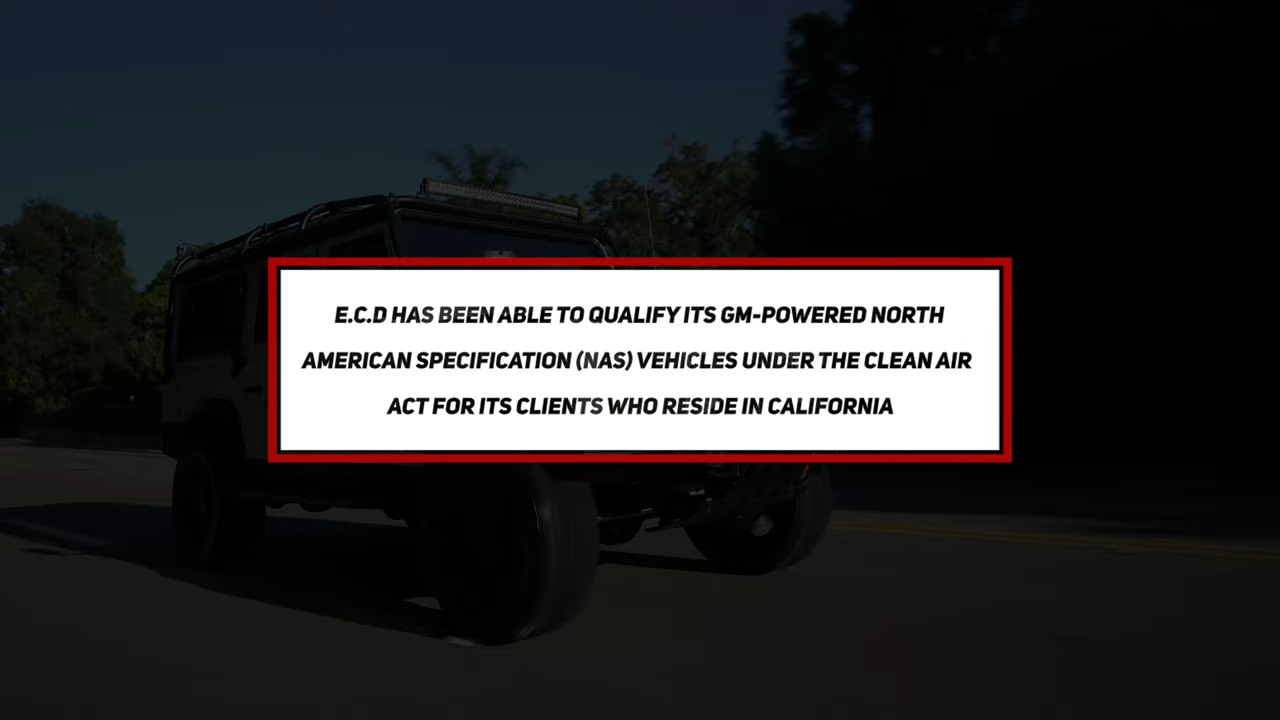 E.C.D HAS BEEN ABLE TO QUALIFY ITS GM-POWERED NORTH
AMERICAN SPECIFICATION (NAS) VEHICLES UNDER THE CLEAN AIR
ACT FOR ITS CLIENTS WHO RESIDE IN CALIFORNIA